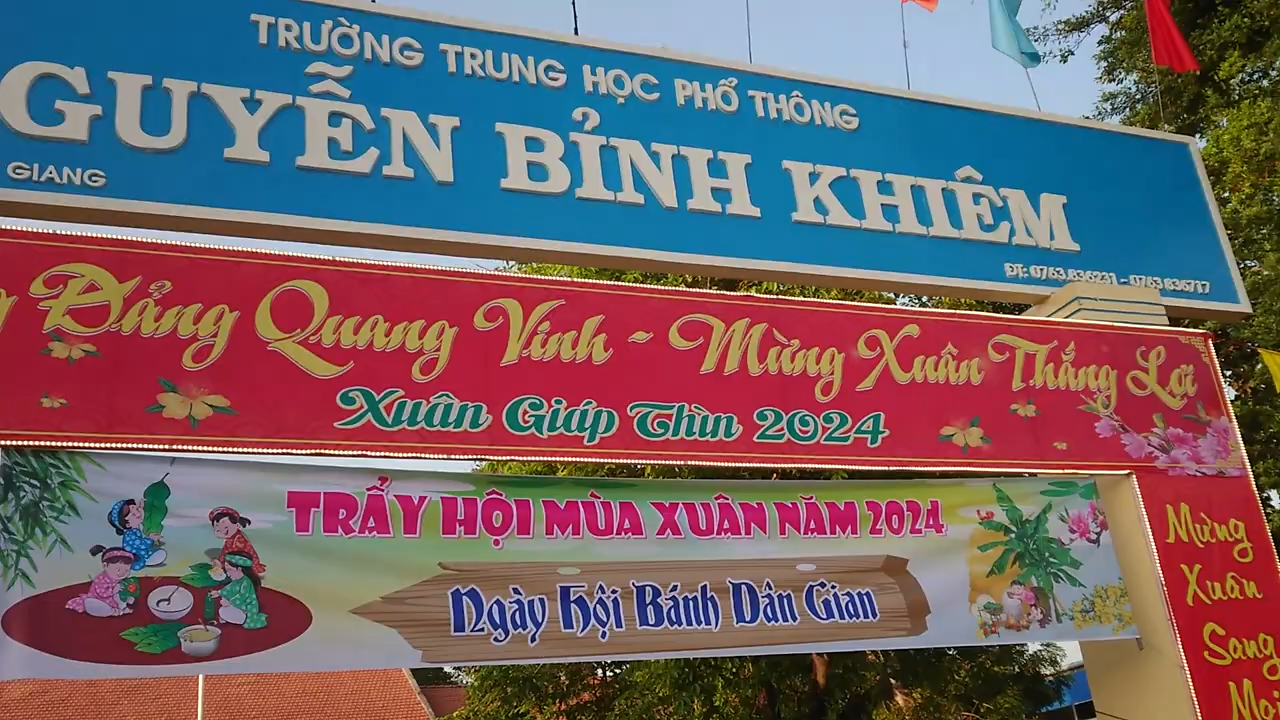 TRƯỜNG TRUNG HỌC PHỔ THÔNG
GUYỄN BỈNH KHIÊM
GIANG
ĐT: 0763.836231 - 0763 836717
g Đảng Quang Vinh - Mừng Xuân Thắng Lợi
Xuân Giáp Thìn 2024
TRẨY HỘI MÙA XUÂN NĂM 2024
Ngày Hội Bánh Dân Gian
Mừng
Xuân
Sang